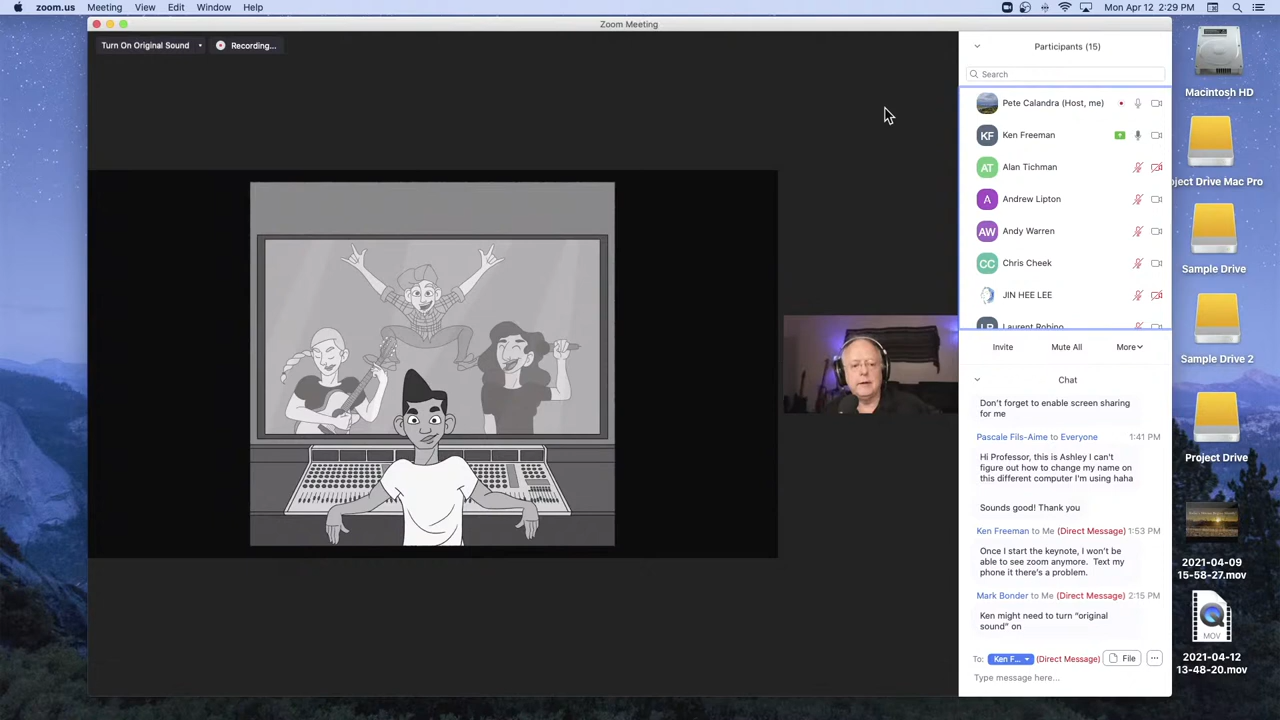 zoom.us Meeting View Edit Window Help
Mon Apr 12 2:29 PM
Zoom Meeting
Turn On Original Sound
Recording...
Participants (15)
Search
Pete Calandra (Host, me)
KF Ken Freeman
AT Alan Tichman
A Andrew Lipton
AW Andy Warren
CC Chris Cheek
JIN HEE LEE
LR Laurent Robino
Invite Mute All More
Chat
Don't forget to enable screen sharing
for me
Pascale Fils-Aime to Everyone 1:41 PM
Hi Professor, this is Ashley I can't
figure out how to change my name on
this different computer I'm using haha
Sounds good! Thank you
Ken Freeman to Me (Direct Message) 1:53 PM
Once I start the keynote, I won't be
able to see zoom anymore. Text my
phone it there's a problem.
Mark Bonder to Me (Direct Message) 2:15 PM
Ken might need to turn “original
sound” on
To: Ken F... (Direct Message) File ...
Type message here...
Macintosh HD
oject Drive Mac Pro
Sample Drive
Sample Drive 2
Project Drive
2021-04-09
15-58-27.mov
MOV
2021-04-12
13-48-20.mov